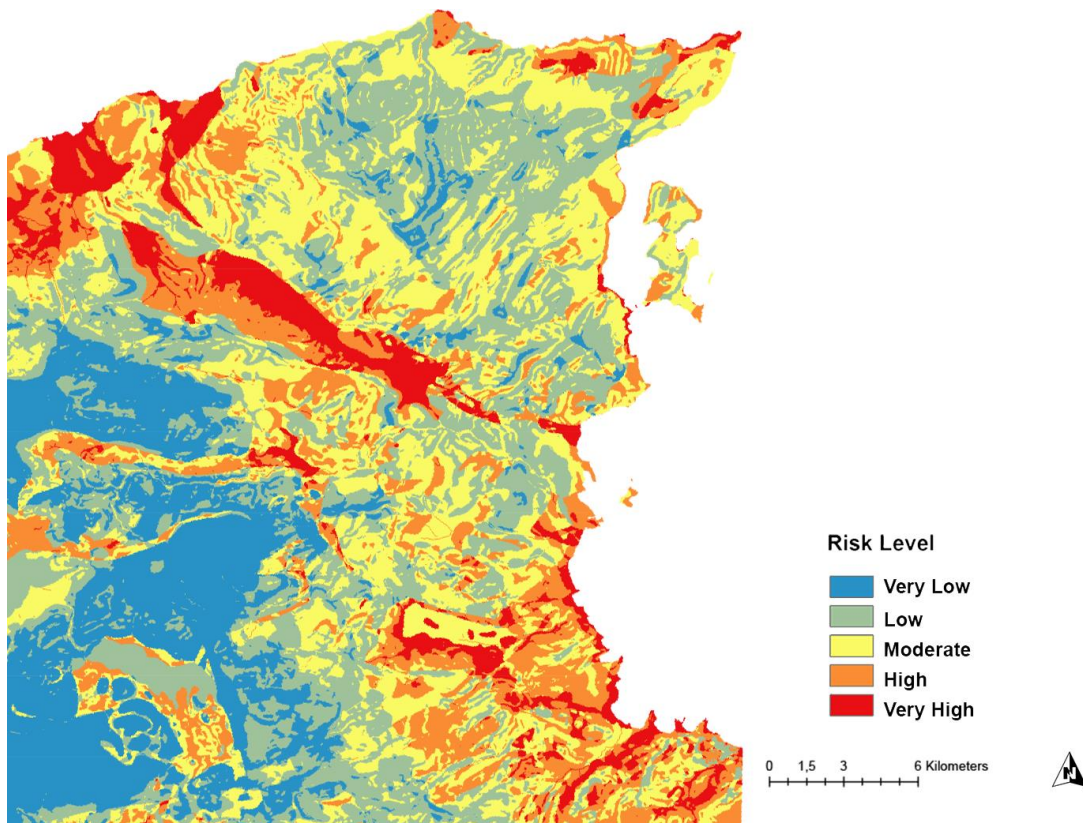 Risk Level
Very Low
Low
Moderate
High
Very High
0 1,5 3 6 Kilometers
N